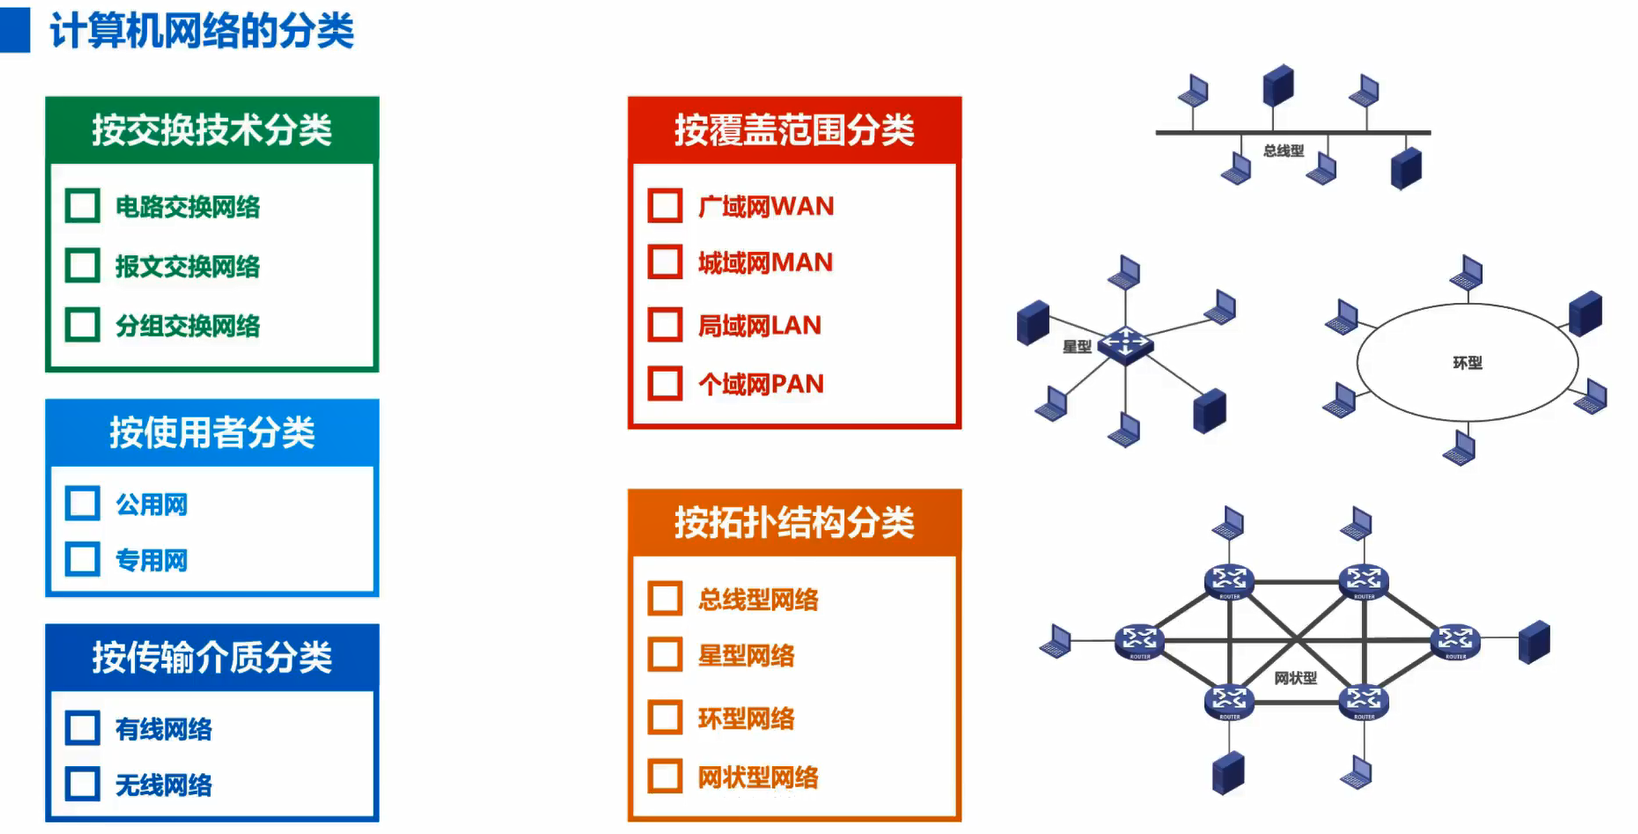 计算机网络的分类
按交换技术分类
电路交换网络
报文交换网络
分组交换网络
按使用者分类
公用网
专用网
按传输介质分类
有线网络
无线网络
按覆盖范围分类
广域网WAN
城域网MAN
局域网LAN
个域网PAN
按拓扑结构分类
总线型网络
星型网络
环型网络
网状型网络
总线型
星型
环型
ROUTER
ROUTER
ROUTER
ROUTER
网状型
ROUTER
ROUTER